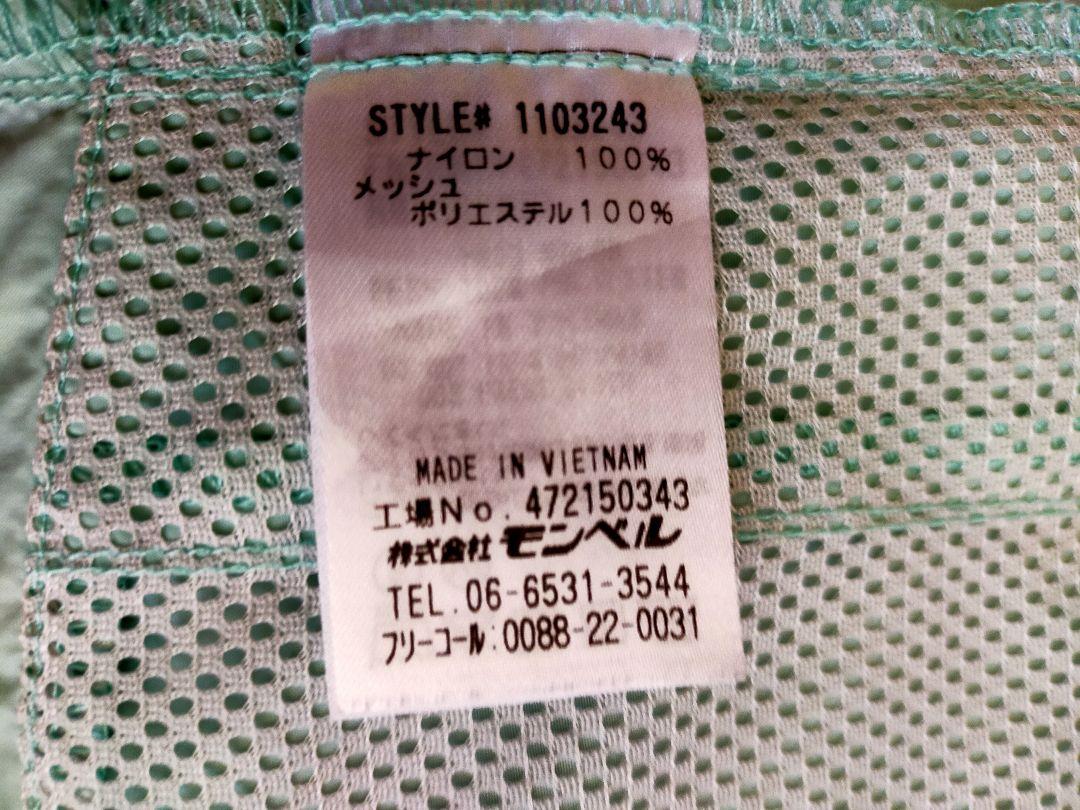 STYLE# 1103243
ナイロン 100%
メッシュ
ポリエステル100%
MADE IN VIETNAM
工場No. 472150343
株式会社 モンベル
TEL. 06-6531-3544
フリーコール:0088-22-0031